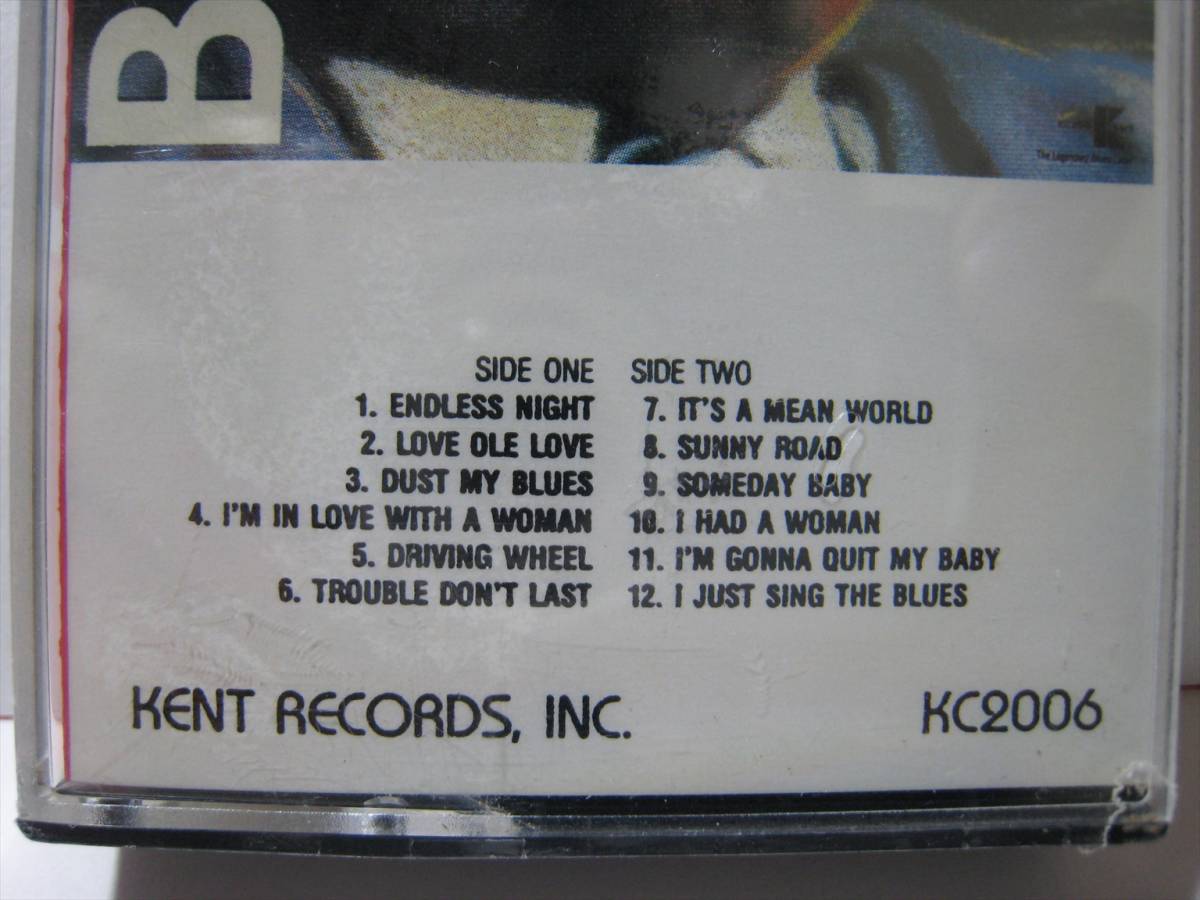 B
K
The Legendary
SIDE ONE
1. ENDLESS NIGHT
2. LOVE OLE LOVE
3. DUST MY BLUES
4. I'M IN LOVE WITH A WOMAN
5. DRIVING WHEEL
6. TROUBLE DON'T LAST
SIDE TWO
7. IT'S A MEAN WORLD
8. SUNNY ROAD
9. SOMEDAY BABY
10. I HAD A WOMAN
11. I'M GONNA QUIT MY BABY
12. I JUST SING THE BLUES
KENT RECORDS, INC.
KC2006